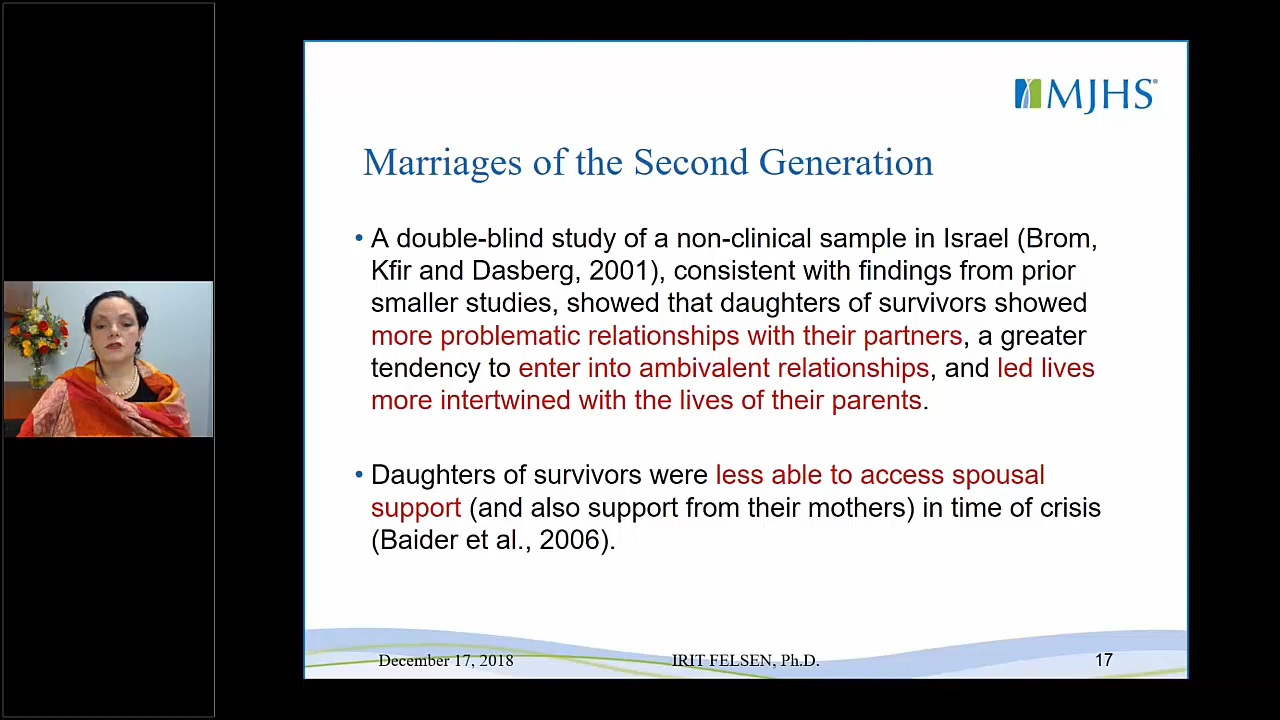 MJHS
Marriages of the Second Generation
• A double-blind study of a non-clinical sample in Israel (Brom,
Kfir and Dasberg, 2001), consistent with findings from prior
smaller studies, showed that daughters of survivors showed
more problematic relationships with their partners, a greater
tendency to enter into ambivalent relationships, and led lives
more intertwined with the lives of their parents.
• Daughters of survivors were less able to access spousal
support (and also support from their mothers) in time of crisis
(Baider et al., 2006).
December 17, 2018 IRIT FELSEN, Ph.D. 17